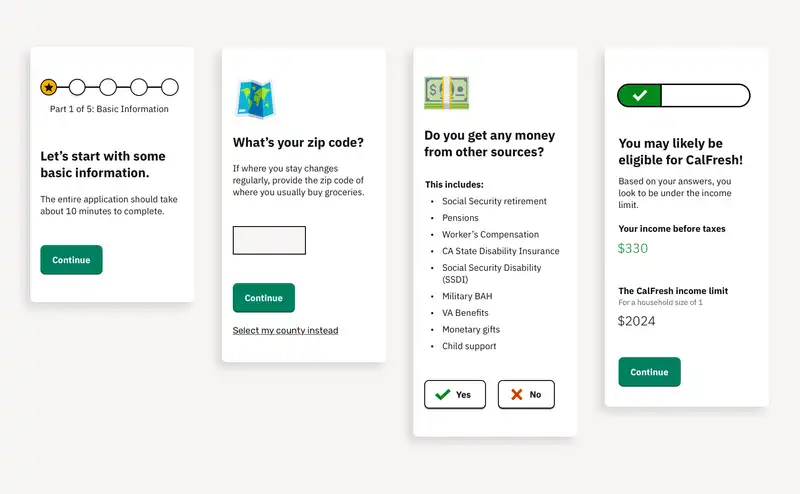 Part 1 of 5: Basic Information
Let's start with some
basic information.
The entire application should take
about 10 minutes to complete.
Continue
What's your zip code?
If where you stay changes
regularly, provide the zip code of
where you usually buy groceries.
Continue
Select my county instead
Do you get any money
from other sources?
This includes:
• Social Security retirement
• Pensions
• Worker's Compensation
• CA State Disability Insurance
• Social Security Disability
(SSDI)
• Military BAH
• VA Benefits
• Monetary gifts
• Child support
Yes
No
You may likely be
eligible for CalFresh!
Based on your answers, you
look to be under the income
limit.
Your income before taxes
$330
The CalFresh income limit
For a household size of 1
$2024
Continue